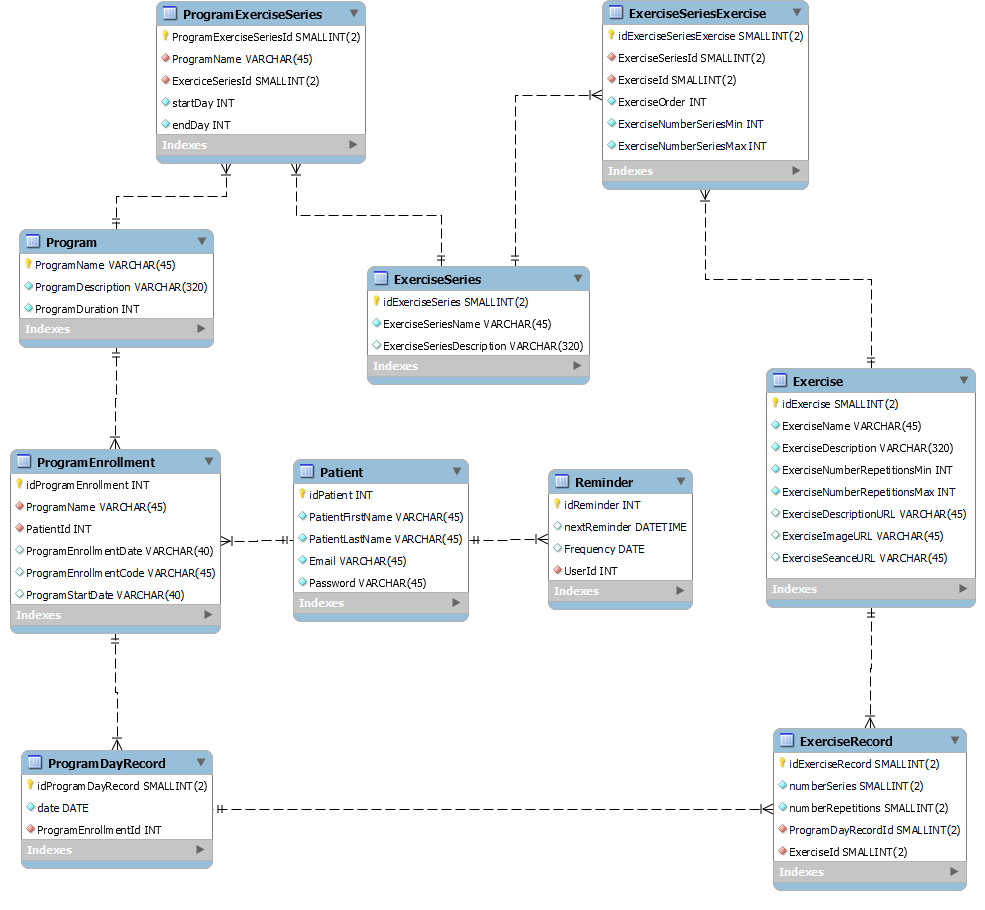 ProgramExerciseSeries
ProgramExerciseSeriesId SMALLINT(2)
ProgramName VARCHAR(45)
ExerciceSeriesId SMALLINT(2)
startDay INT
endDay INT
Indexes
ExerciseSeriesExercise
idExerciseSeriesExercise SMALLINT(2)
ExerciseSeriesId SMALLINT(2)
ExerciseId SMALLINT(2)
ExerciseOrder INT
ExerciseNumberSeriesMin INT
ExerciseNumberSeriesMax INT
Indexes
Program
ProgramName VARCHAR(45)
ProgramDescription VARCHAR(320)
ProgramDuration INT
Indexes
ExerciseSeries
idExerciseSeries SMALLINT(2)
ExerciseSeriesName VARCHAR(45)
ExerciseSeriesDescription VARCHAR(320)
Indexes
Exercise
idExercise SMALLINT(2)
ExerciseName VARCHAR(45)
ExerciseDescription VARCHAR(320)
ExerciseNumberRepetitionsMin INT
ExerciseNumberRepetitionsMax INT
ExerciseDescriptionURL VARCHAR(45)
ExerciseImageURL VARCHAR(45)
ExerciseSeanceURL VARCHAR(45)
Indexes
ProgramEnrollment
idProgramEnrollment INT
ProgramName VARCHAR(45)
PatientId INT
ProgramEnrollmentDate VARCHAR(40)
ProgramEnrollmentCode VARCHAR(45)
ProgramStartDate VARCHAR(40)
Indexes
Patient
idPatient INT
PatientFirstName VARCHAR(45)
PatientLastName VARCHAR(45)
Email VARCHAR(45)
Password VARCHAR(45)
Indexes
Reminder
idReminder INT
nextReminder DATETIME
Frequency DATE
UserId INT
Indexes
ProgramDayRecord
idProgramDayRecord SMALLINT(2)
date DATE
ProgramEnrollmentId INT
Indexes
ExerciseRecord
idExerciseRecord SMALLINT(2)
numberSeries SMALLINT(2)
numberRepetitions SMALLINT(2)
ProgramDayRecordId SMALLINT(2)
ExerciseId SMALLINT(2)
Indexes